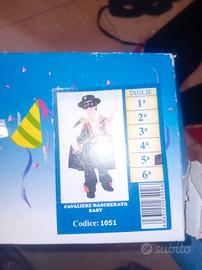 TAGLIE
1ª
2ª
3ª
4ª
5ª
6ª
CAVALIERE MASCHERATO
BABY
Codice: 1051
subito